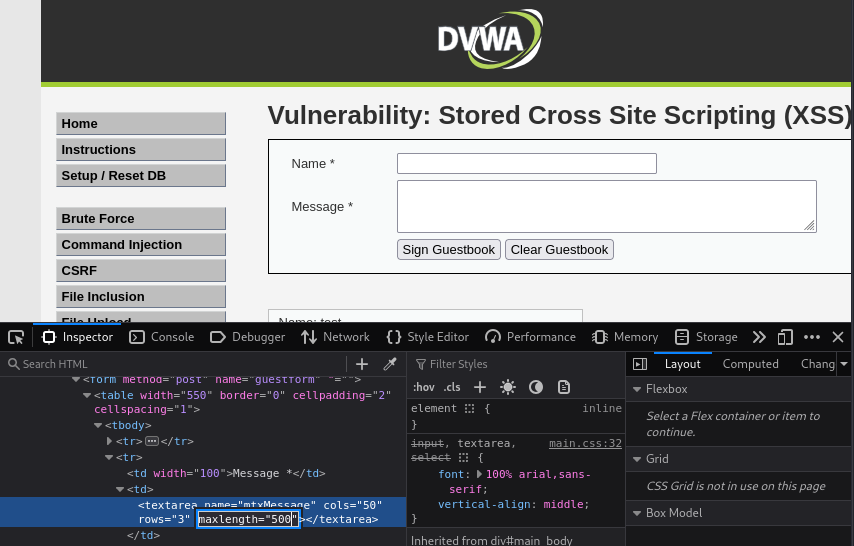 DVWA
Vulnerability: Stored Cross Site Scripting (XSS)
Home
Instructions
Setup / Reset DB
Brute Force
Command Injection
CSRF
File Inclusion
File Upload
Name *
Message *
Sign Guestbook Clear Guestbook
Name: test
Inspector Console Debugger Network Style Editor Performance Memory Storage
Search HTML
<form method="post" name="guestform" "="">
<table width="550" border="0" cellpadding="2"
cellspacing="1">
<tbody>
<tr> </tr>
<tr>
<td width="100">Message *</td>
<td>
<textarea name="mtxMessage" cols="50"
rows="3" maxlength="500"></textarea>
</td>
Filter Styles
:hov .cls
element { inline
}
input, textarea, main.css:32
select {
font: 100% arial,sans-
serif;
vertical-align: middle;
}
Inherited from div#main_body
Layout Computed Chang
Flexbox
Select a Flex container or item to
continue.
Grid
CSS Grid is not in use on this page
Box Model